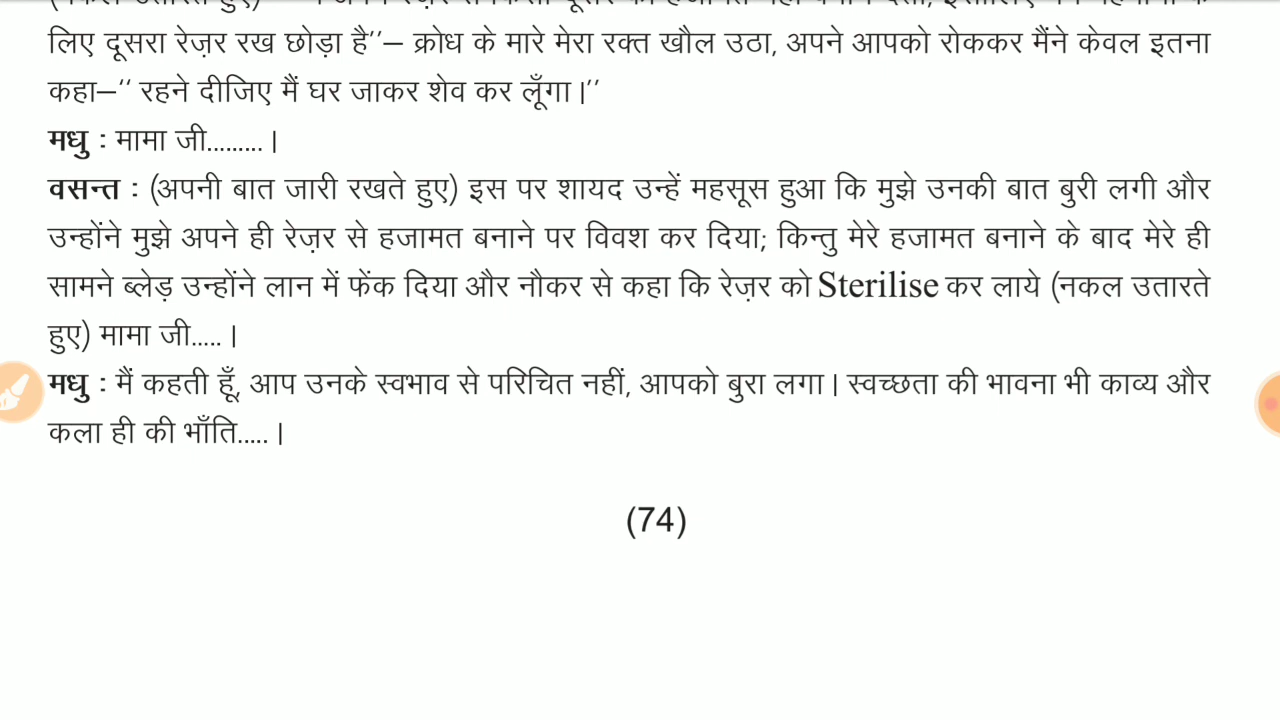 लिए दूसरा रेज़र रख छोड़ा है’’– क्रोध के मारे मेरा रक्त खौल उठा, अपने आपको रोककर मैंने केवल इतना
कहा–‘‘ रहने दीजिए मैं घर जाकर शेव कर लूँगा।’’
मधु : मामा जी.........।
वसन्त : (अपनी बात जारी रखते हुए) इस पर शायद उन्हें महसूस हुआ कि मुझे उनकी बात बुरी लगी और
उन्होंने मुझे अपने ही रेज़र से हजामत बनाने पर विवश कर दिया; किन्तु मेरे हजामत बनाने के बाद मेरे ही
सामने ब्लेड़ उन्होंने लान में फेंक दिया और नौकर से कहा कि रेज़र को Sterilise कर लाये (नकल उतारते
हुए) मामा जी.....।
मधु : मैं कहती हूँ, आप उनके स्वभाव से परिचित नहीं, आपको बुरा लगा। स्वच्छता की भावना भी काव्य और
कला ही की भाँति.....।
(74)